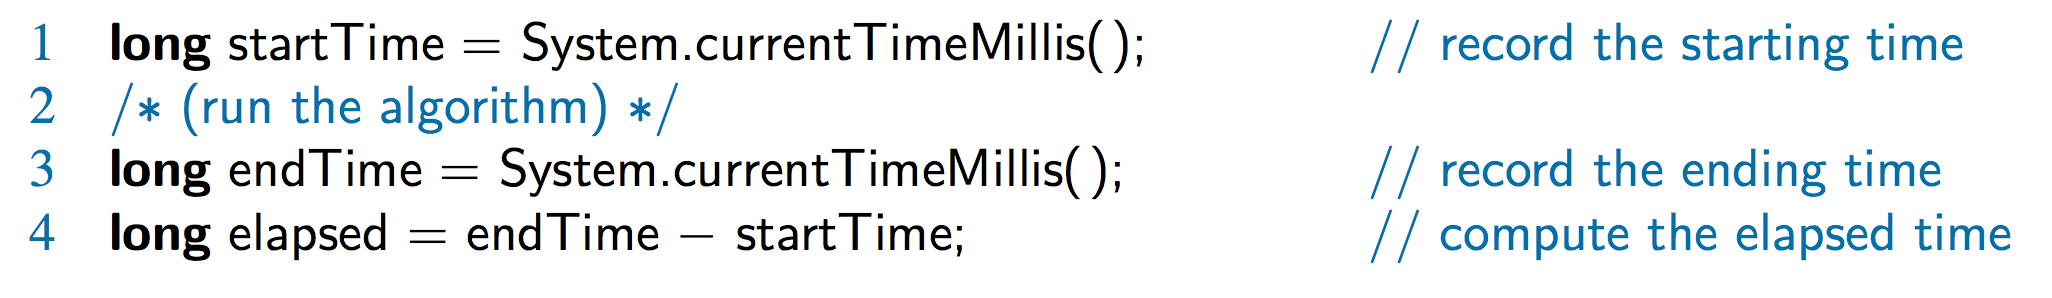 1 long startTime = System.currentTimeMillis( ); // record the starting time
2 /* (run the algorithm) */
3 long endTime = System.currentTimeMillis( ); // record the ending time
4 long elapsed = endTime − startTime; // compute the elapsed time